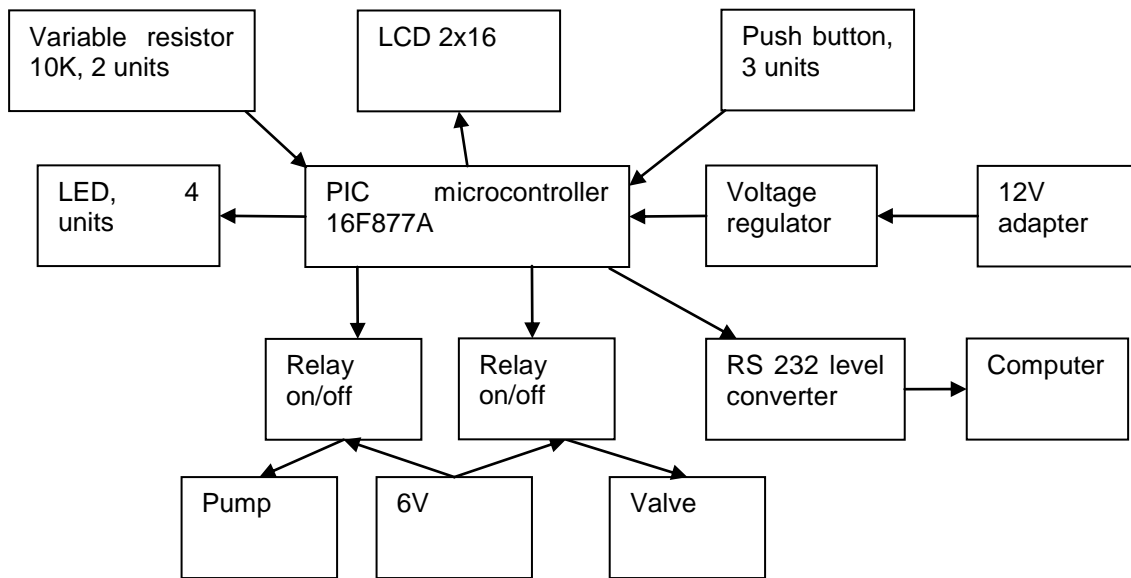 Variable resistor
10K, 2 units
LCD 2x16
Push button,
3 units
LED, 4
units
PIC microcontroller
16F877A
Voltage
regulator
12V
adapter
Relay
on/off
Relay
on/off
RS 232 level
converter
Computer
Pump
6V
Valve